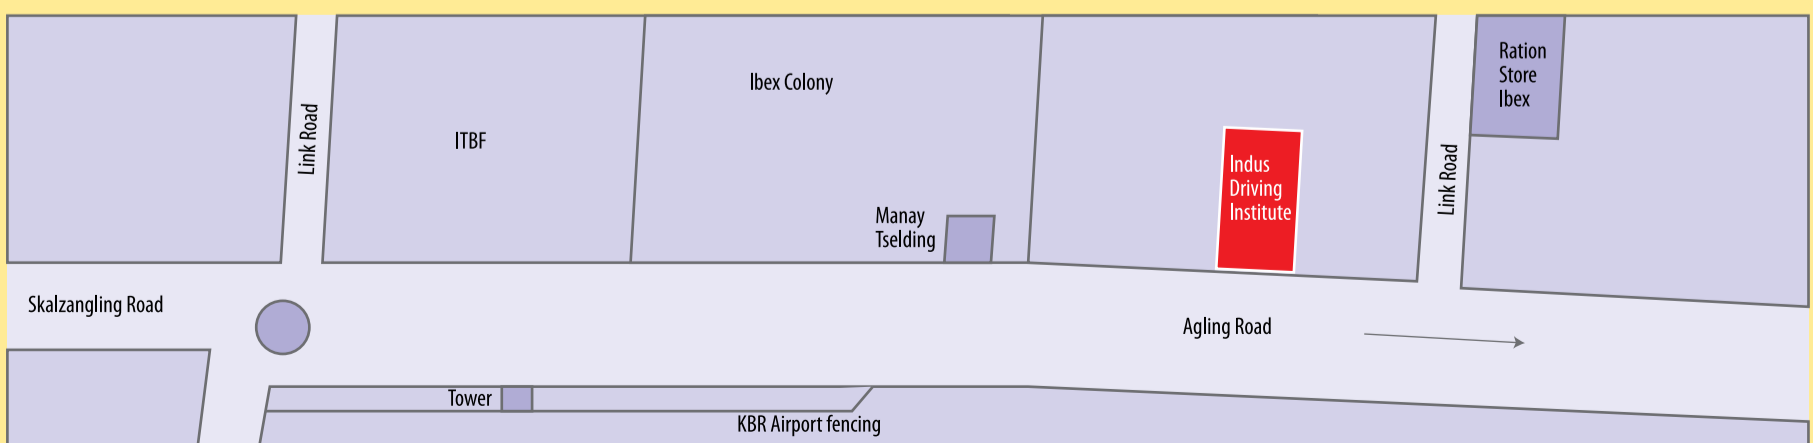 Link Road
ITBF
Ibex Colony
Manay
Tselding
Indus
Driving
Institute
Link Road
Ration
Store
Ibex
Skalzangling Road
Agling Road
Tower
KBR Airport fencing